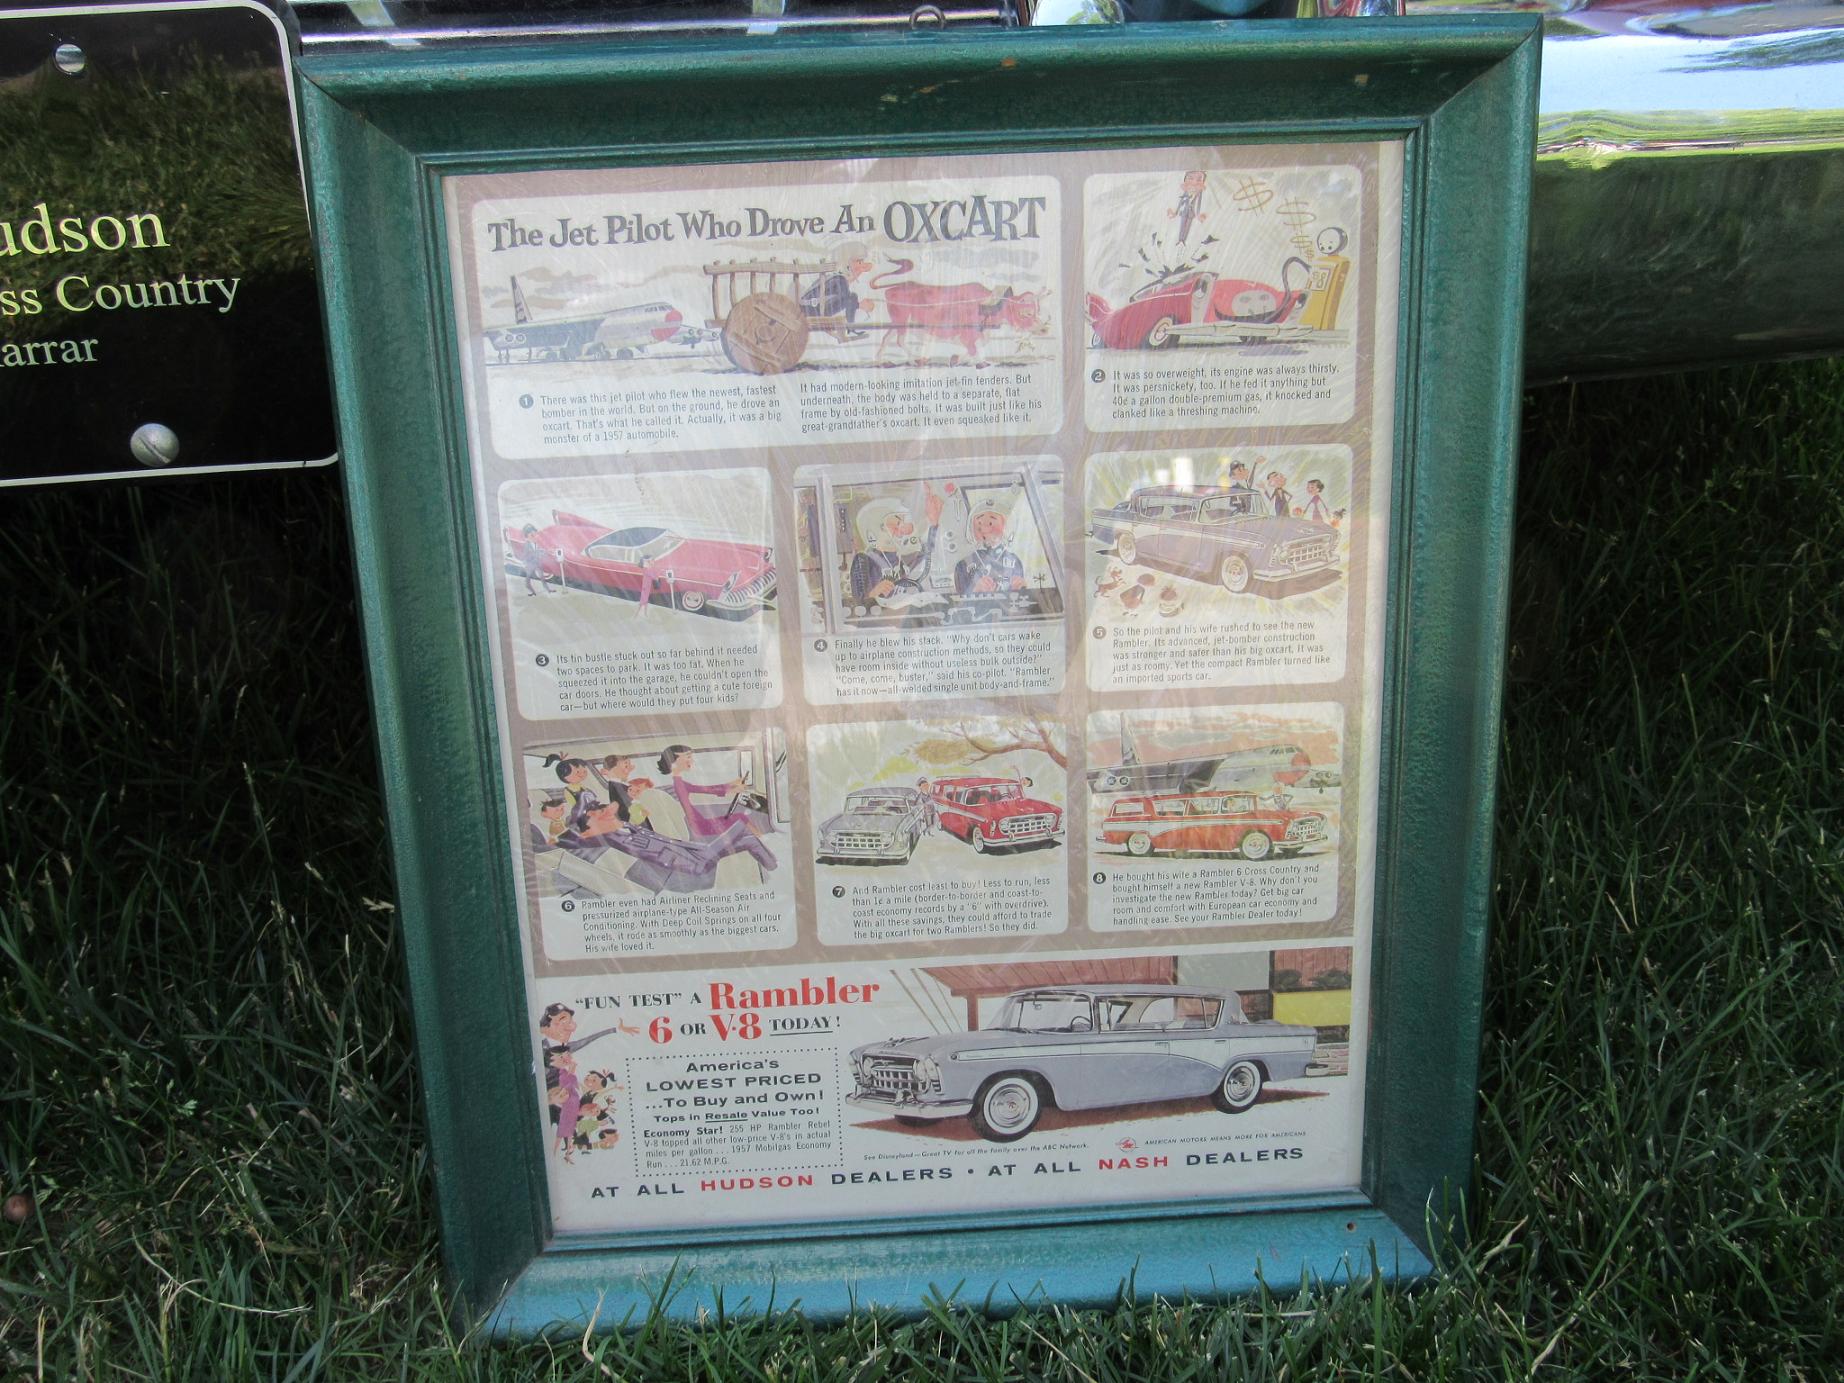 udson
ss Country
arrar
The Jet Pilot Who Drove An OXCART
1 There was this jet pilot who flew the newest, fastest
bomber in the world. But on the ground, he drove an
oxcart. That's what he called it. Actually, it was a big
monster of a 1957 automobile.
It had modern-looking imitation jet-fin fenders. But
underneath, the body was held to a separate, flat
frame by old-fashioned bolts. It was built just like his
great-grandfather's oxcart. It even squeaked like it.
2 It was so overweight, its engine was always thirsty.
It was persnickety, too. If he fed it anything but
40¢ a gallon double-premium gas, it knocked and
clanked like a threshing machine.
3 Its tin bustle stuck out so far behind it needed
two spaces to park. It was too fat. When he
squeezed it into the garage, he couldn't open the
car doors. He thought about getting a cute foreign
car—but where would they put four kids?
4 Finally he blew his stack. "Why don't cars wake
up to airplane construction methods, so they could
have room inside without useless bulk outside?"
"Come, come, buster," said his co-pilot. "Rambler
has it now—all-welded single unit body-and-frame."
5 So the pilot and his wife rushed to see the new
Rambler. Its advanced, jet-bomber construction
was stronger and safer than his big oxcart. It was
just as roomy. Yet the compact Rambler turned like
an imported sports car.
6 Rambler even had Airliner Reclining Seats and
pressurized airplane-type All-Season Air
Conditioning. With Deep Coil Springs on all four
wheels, it rode as smoothly as the biggest cars.
His wife loved it.
7 And Rambler cost least to buy! Less to run, less
than 1¢ a mile (border-to-border and coast-to-
coast economy records by a "6" with overdrive).
With all these savings, they could afford to trade
the big oxcart for two Ramblers! So they did.
8 He bought his wife a Rambler 6 Cross Country and
bought himself a new Rambler V-8. Why don't you
investigate the new Rambler today? Get big car
room and comfort with European car economy and
handling ease. See your Rambler Dealer today!
"FUN TEST" A Rambler
6 OR V-8 TODAY!
America's
LOWEST PRICED
...To Buy and Own!
Tops in Resale Value Too!
Economy Star! 255 HP Rambler Rebel
V-8 topped all other low-price V-8's in actual
miles per gallon . . . 1957 Mobilgas Economy
Run . . . 21.62 M.P.G.
See Disneyland—Great TV for all the family over the ABC Network.
AMERICAN MOTORS MEANS MORE FOR AMERICANS
AT ALL HUDSON DEALERS • AT ALL NASH DEALERS